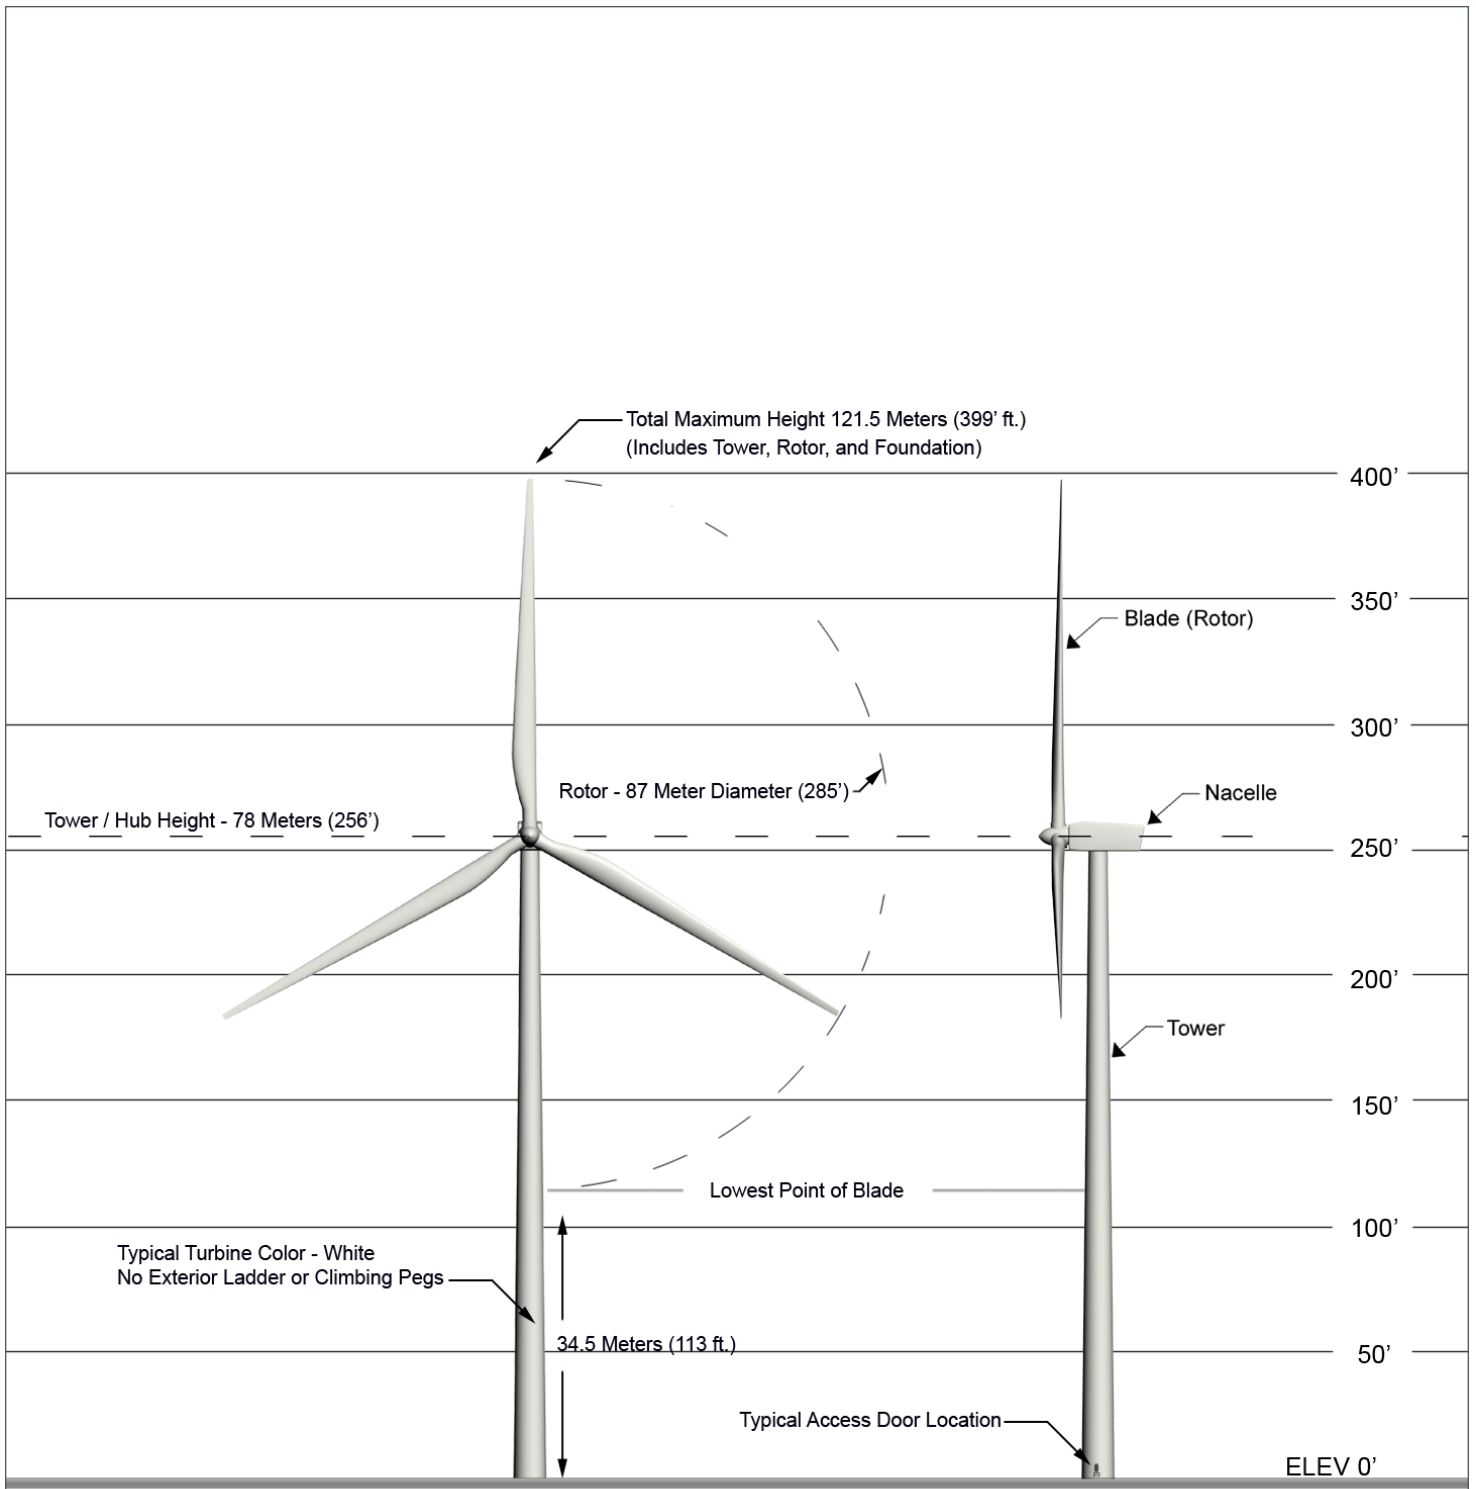 Total Maximum Height 121.5 Meters (399’ ft.)
(Includes Tower, Rotor, and Foundation)
400’
350’
Blade (Rotor)
300’
Rotor - 87 Meter Diameter (285’)
Nacelle
Tower / Hub Height - 78 Meters (256’)
250’
200’
Tower
150’
Lowest Point of Blade
100’
Typical Turbine Color - White
No Exterior Ladder or Climbing Pegs
34.5 Meters (113 ft.)
50’
Typical Access Door Location
ELEV 0’